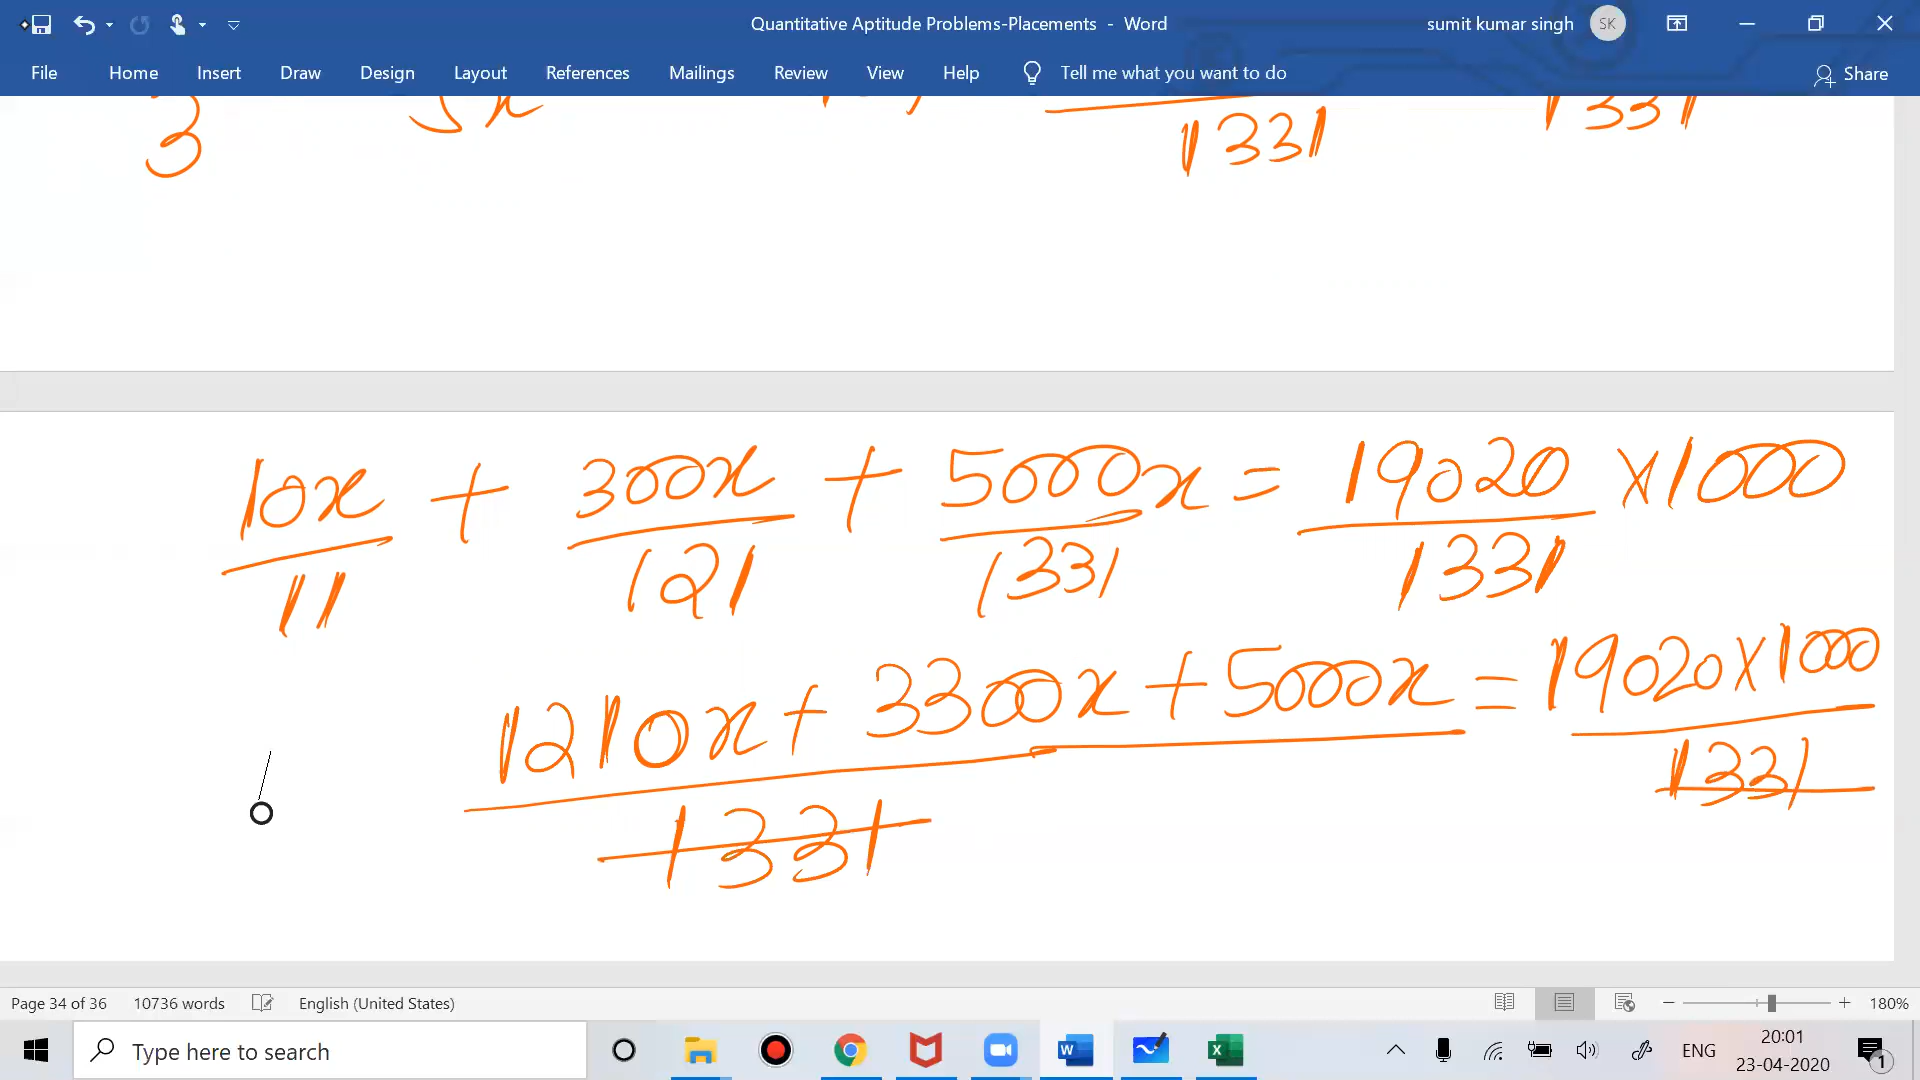 Quantitative Aptitude Problems-Placements - Word
sumit kumar singh SK
File Home Insert Draw Design Layout References Mailings Review View Help Tell me what you want to do Share
3 1331 1331
10x/11 + 300x/121 + 5000x/1331 = 19020/1331 × 1000
1210x + 3300x + 5000x / 1331 = 19020 × 1000 / 1331
Page 34 of 36 10736 words English (United States) 180%
Type here to search
W
X
ENG
20:01
23-04-2020
1